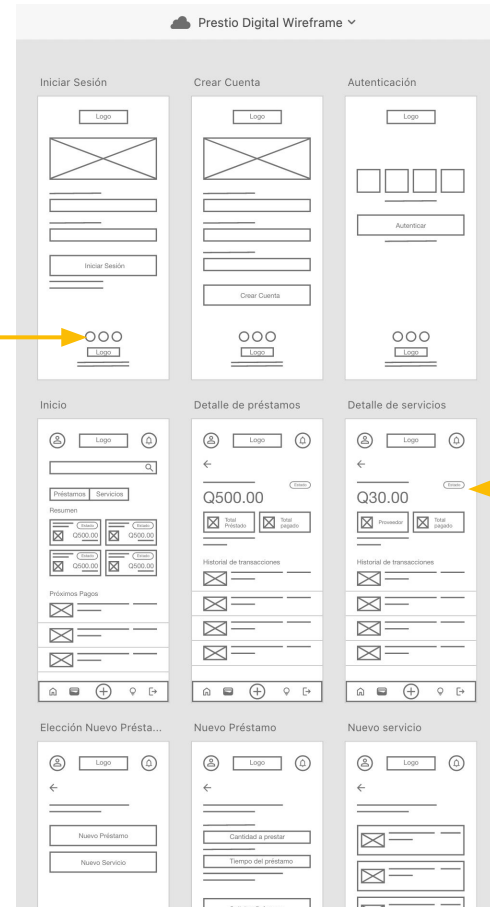 Prestio Digital Wireframe
Iniciar Sesión
Crear Cuenta
Autenticación
Logo
Logo
Logo
Iniciar Sesión
Crear Cuenta
Autenticar
Logo
Logo
Logo
Inicio
Detalle de préstamos
Detalle de servicios
Logo
Préstamos
Servicios
Resumen
Estado
Q500.00
Estado
Q500.00
Estado
Q500.00
Estado
Q500.00
Próximos Pagos
Logo
Estado
Q500.00
Total
Préstado
Total
pagado
Historial de transacciones
Logo
Estado
Q30.00
Proveedor
Total
pagado
Historial de transacciones
Elección Nuevo Présta...
Nuevo Préstamo
Nuevo servicio
Logo
Nuevo Préstamo
Nuevo Servicio
Logo
Cantidad a prestar
Tiempo del préstamo
Logo